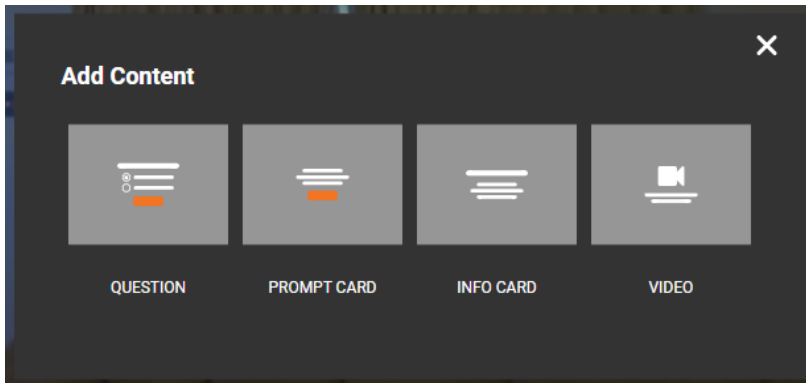 Add Content
QUESTION
PROMPT CARD
INFO CARD
VIDEO